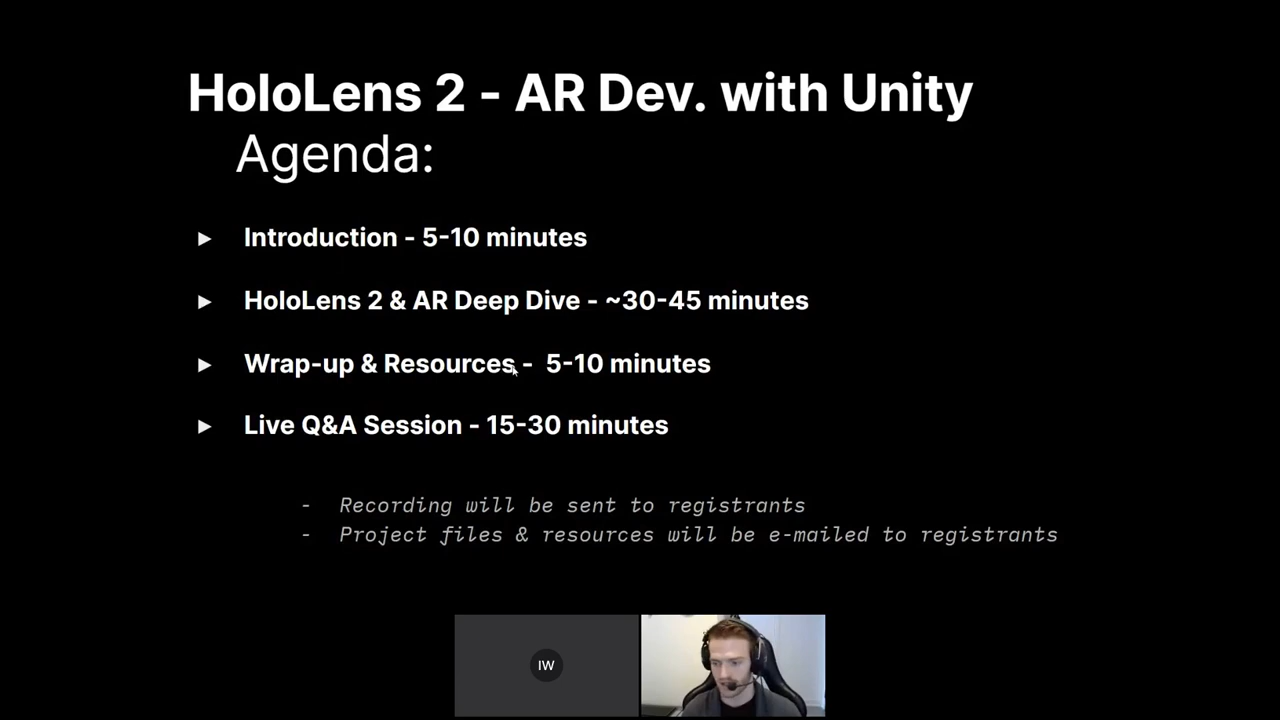 HoloLens 2 - AR Dev. with Unity
Agenda:
► Introduction - 5-10 minutes
► HoloLens 2 & AR Deep Dive - ~30-45 minutes
► Wrap-up & Resources - 5-10 minutes
► Live Q&A Session - 15-30 minutes
- Recording will be sent to registrants
- Project files & resources will be e-mailed to registrants
IW